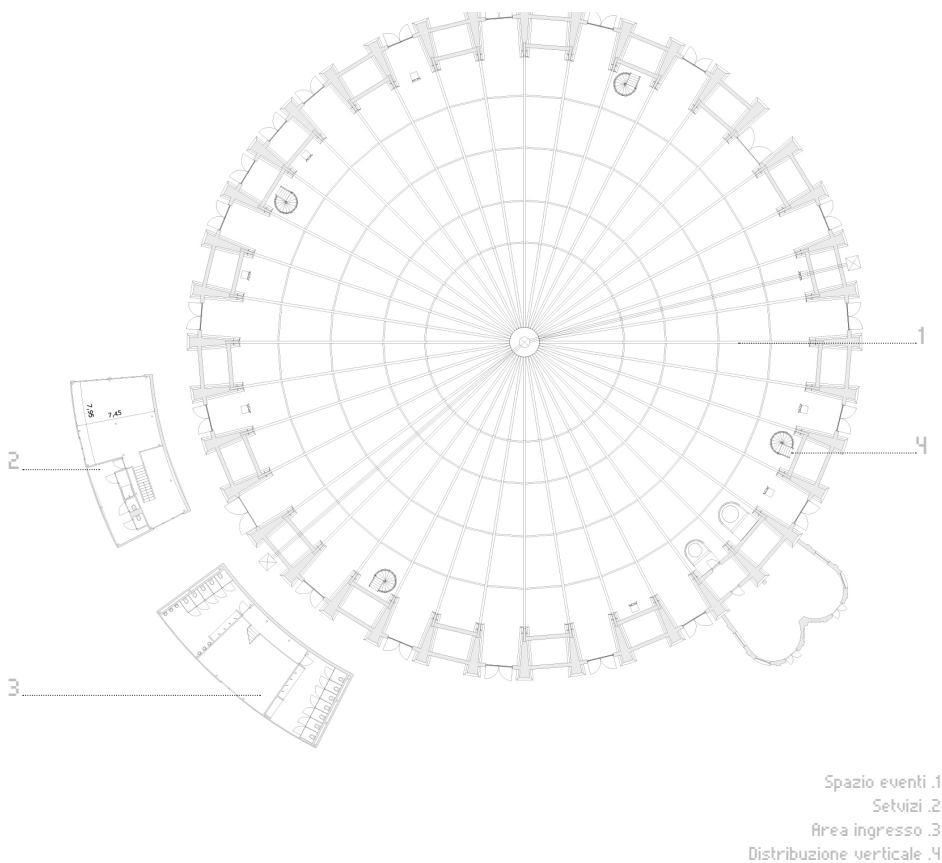 1
7,95
7,45
4
2
3
Spazio eventi .1
Setvizi .2
Area ingresso .3
Distribuzione verticale .4